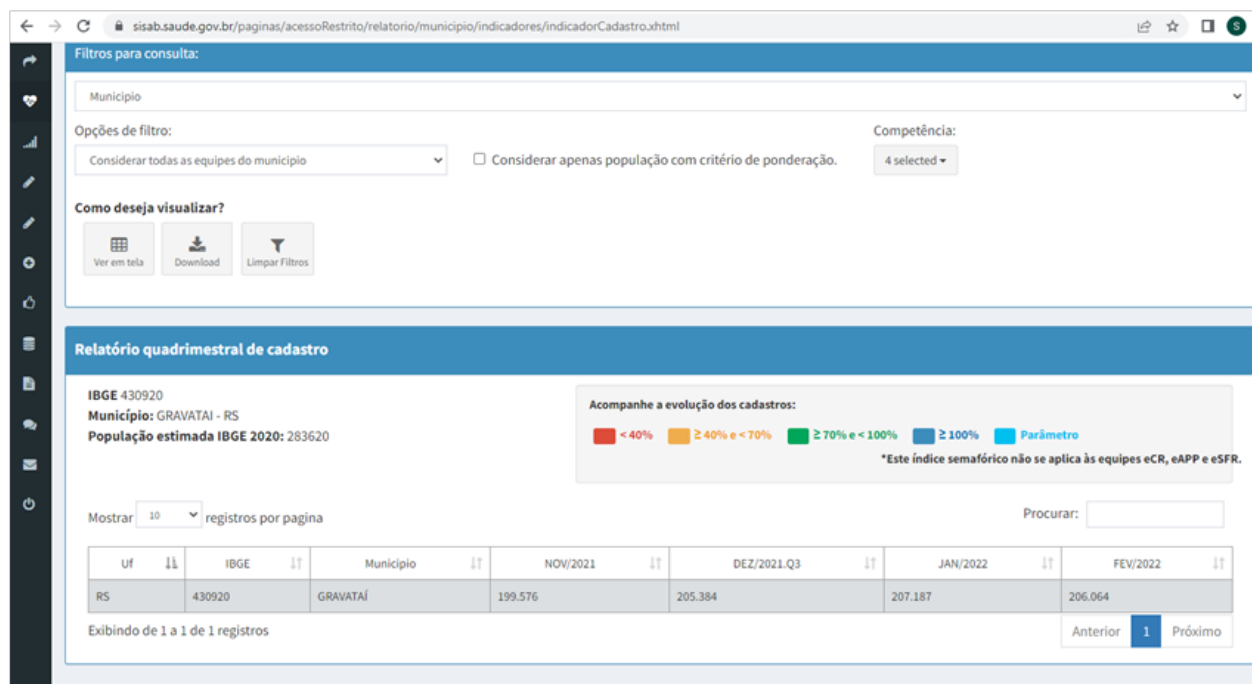 sisab.saude.gov.br/paginas/acessoRestrito/relatorio/municipio/indicadores/indicadorCadastro.xhtml
S
Filtros para consulta:
Municipio
Opções de filtro:
Competência:
Considerar todas as equipes do municipio
Considerar apenas população com critério de ponderação.
4 selected
Como deseja visualizar?
Ver em tela
Download
Limpar Filtros
Relatório quadrimestral de cadastro
IBGE 430920
Município: GRAVATAI - RS
População estimada IBGE 2020: 283620
Acompanhe a evolução dos cadastros:
< 40% ≥ 40% e < 70% ≥ 70% e < 100% ≥ 100% Parâmetro
*Este índice semafórico não se aplica às equipes eCR, eAPP e eSFR.
Mostrar 10 registros por pagina
Procurar:
Uf IBGE Municipio NOV/2021 DEZ/2021.Q3 JAN/2022 FEV/2022
RS 430920 GRAVATAÍ 199.576 205.384 207.187 206.064
Exibindo de 1 a 1 de 1 registros
Anterior 1 Próximo